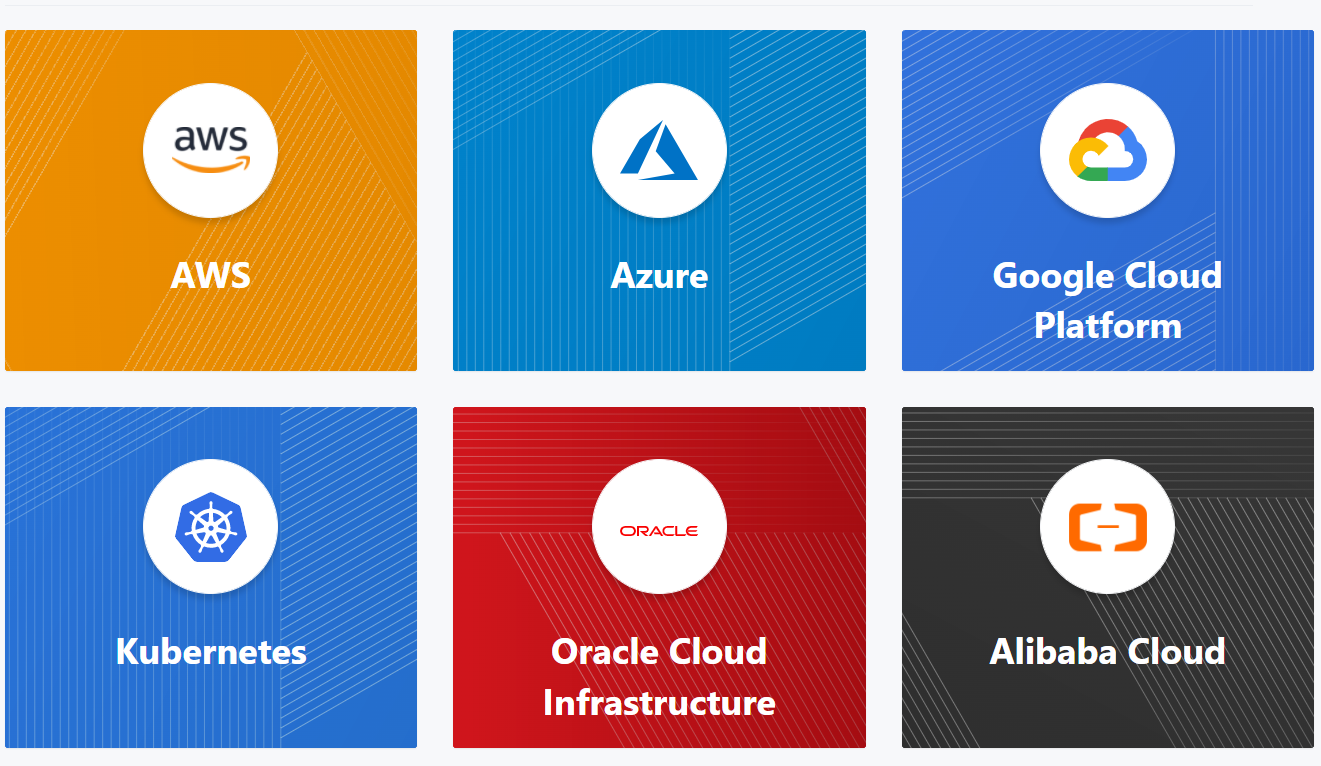 aws
AWS
Azure
Google Cloud
Platform
Kubernetes
ORACLE
Oracle Cloud
Infrastructure
Alibaba Cloud